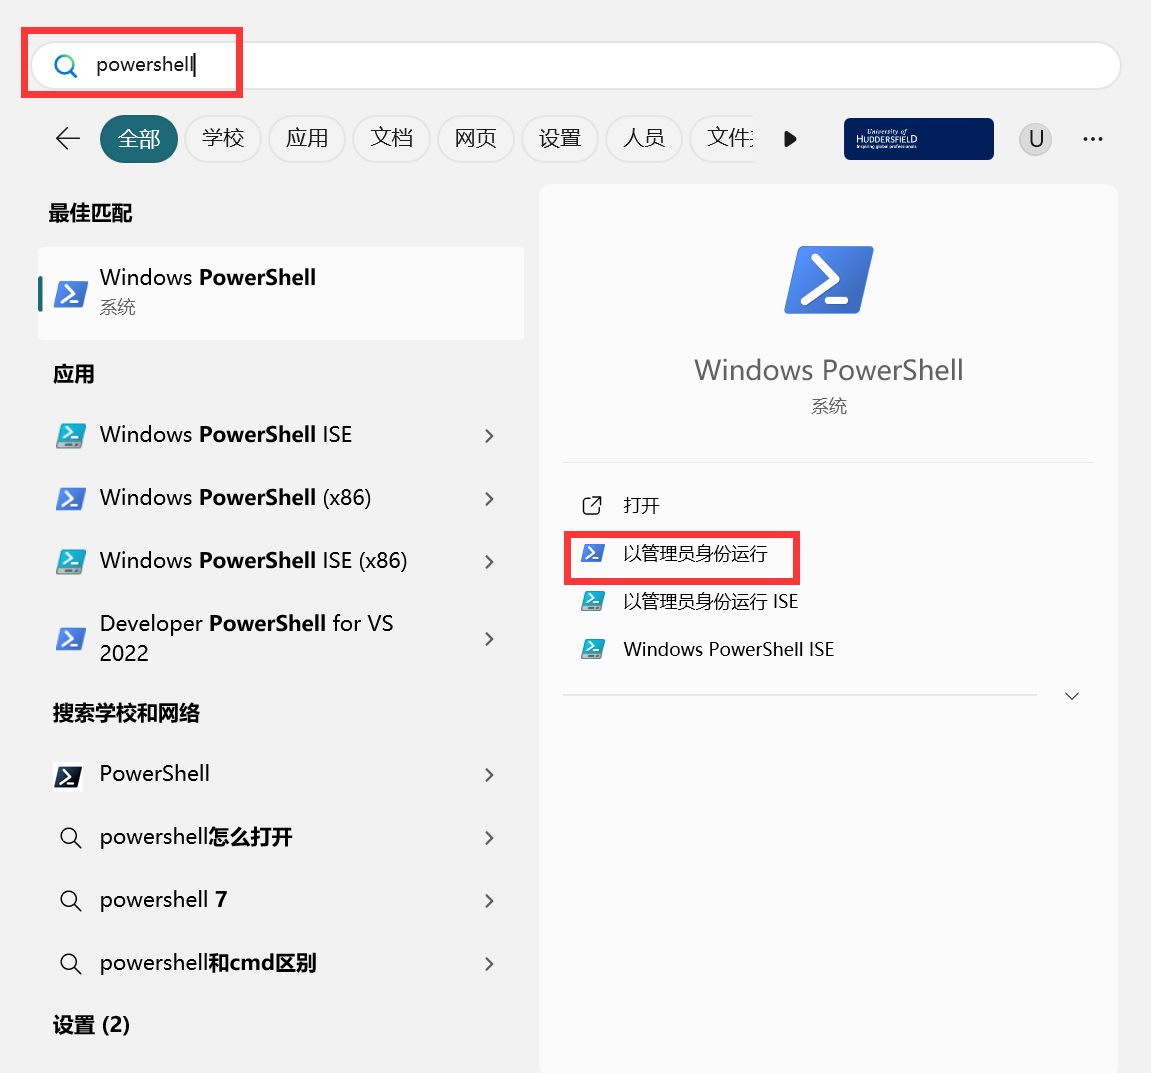 powershell
全部
学校
应用
文档
网页
设置
人员
文件
University of
HUDDERSFIELD
Inspiring global professionals
U
最佳匹配
Windows PowerShell
系统
应用
Windows PowerShell ISE
Windows PowerShell (x86)
Windows PowerShell ISE (x86)
Developer PowerShell for VS
2022
搜索学校和网络
PowerShell
powershell怎么打开
powershell 7
powershell和cmd区别
设置 (2)
Windows PowerShell
系统
打开
以管理员身份运行
以管理员身份运行 ISE
Windows PowerShell ISE